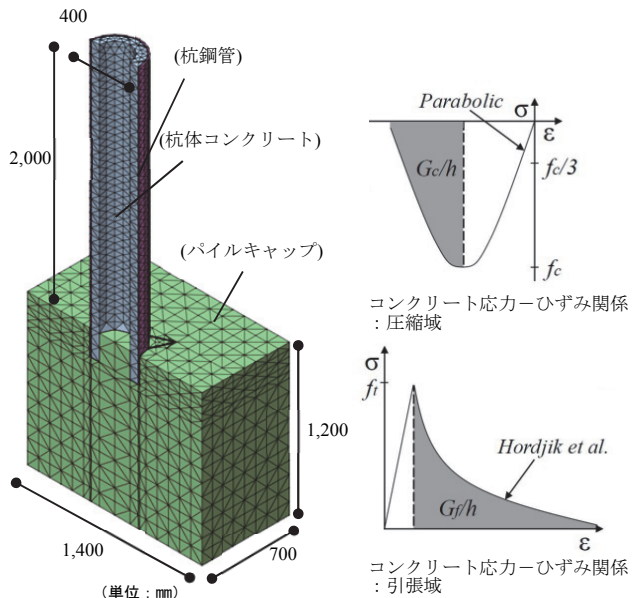 400
(杭鋼管)
(杭体コンクリート)
2,000
(パイルキャップ)
1,200
1,400
700
(単位:mm)
Parabolic
σ
ε
Gc/h
fc/3
fc
コンクリート応力-ひずみ関係
:圧縮域
σ
ft
Hordjik et al.
Gf/h
ε
コンクリート応力-ひずみ関係
:引張域